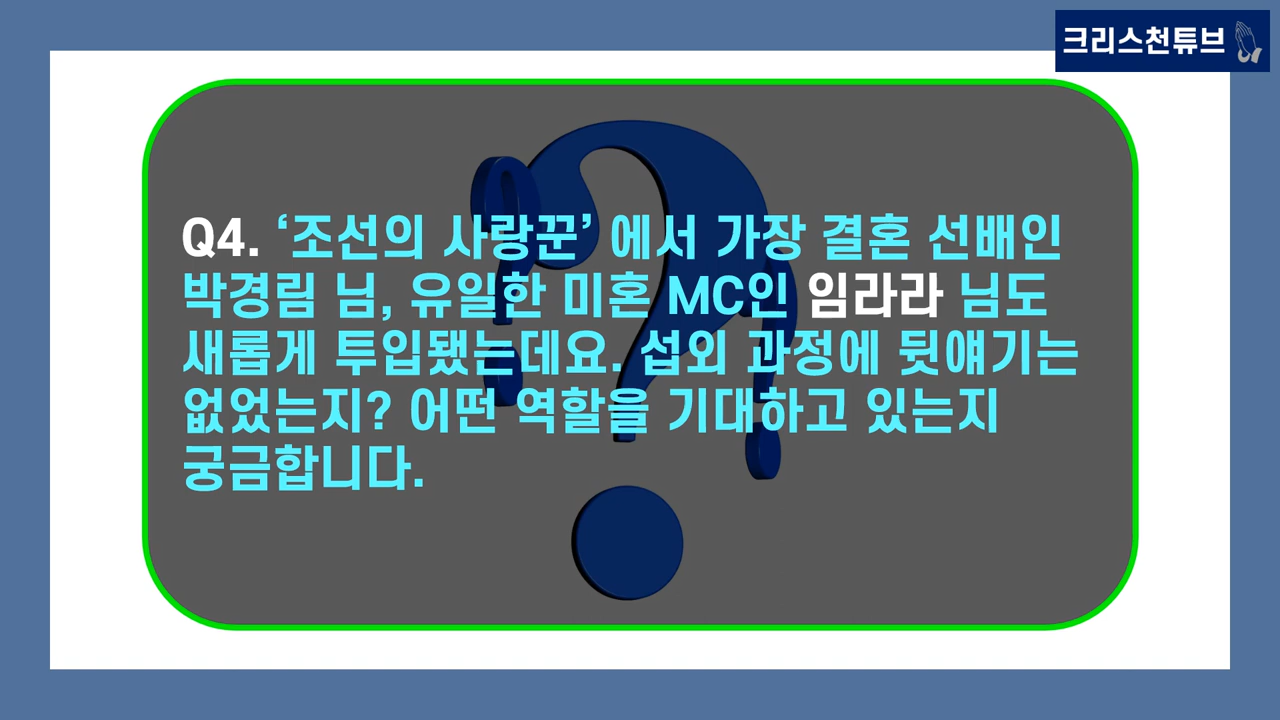 크리스천튜브
Q4. ‘조선의 사랑꾼’ 에서 가장 결혼 선배인
박경림 님, 유일한 미혼 MC인 임라라 님도
새롭게 투입됐는데요. 섭외 과정에 뒷얘기는
없었는지? 어떤 역할을 기대하고 있는지
궁금합니다.